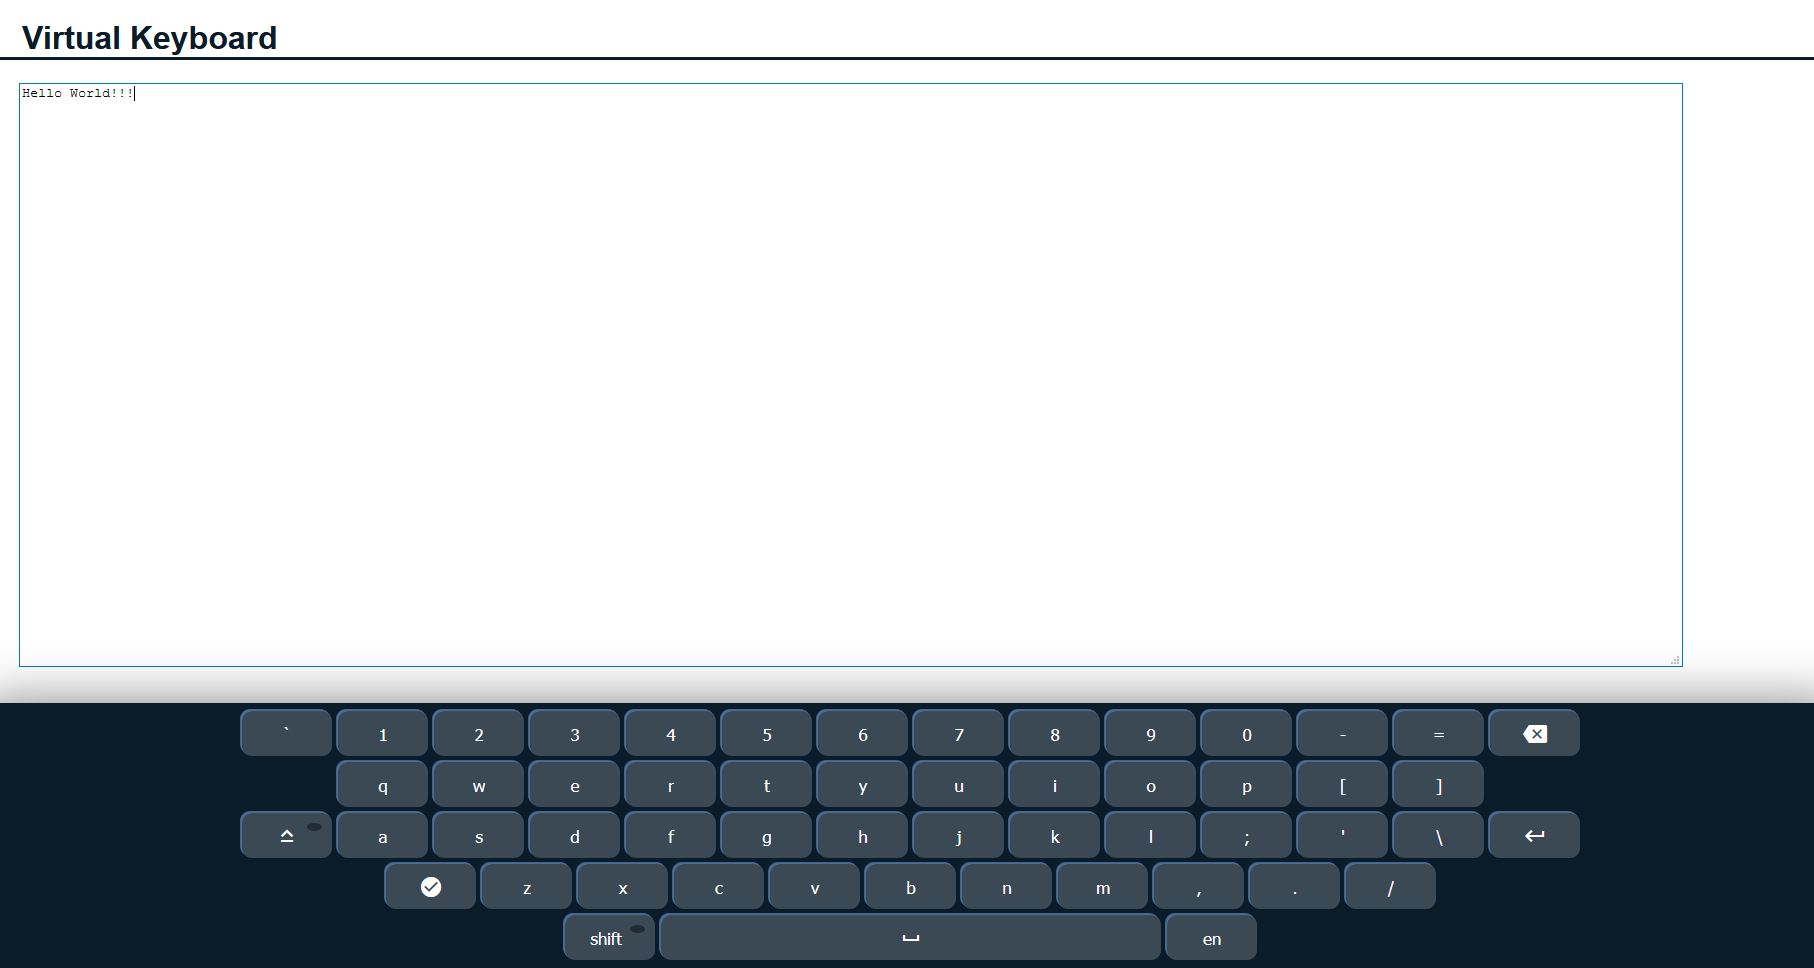 Virtual Keyboard
Hello World!!!
` 1 2 3 4 5 6 7 8 9 0 - =
q w e r t y u i o p [ ]
a s d f g h j k l ; ' \
z x c v b n m , . /
shift en